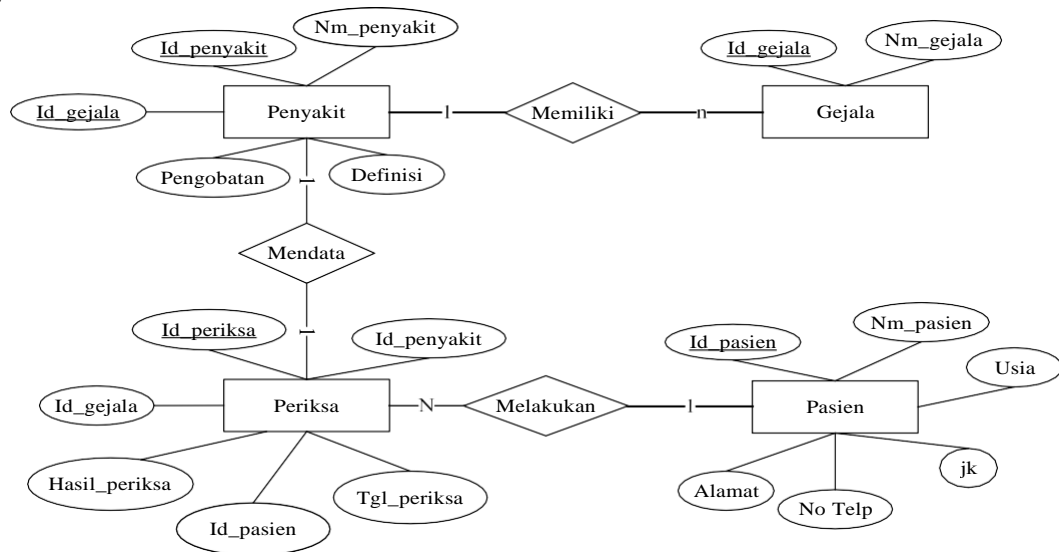 Nm_penyakit
Id_penyakit
Id_gejala
Penyakit
Pengobatan
Definisi
1
Memiliki
n
Id_gejala
Nm_gejala
Gejala
1
Mendata
1
Id_periksa
Id_penyakit
Id_gejala
Periksa
Hasil_periksa
Id_pasien
Tgl_periksa
N
Melakukan
1
Id_pasien
Nm_pasien
Usia
Pasien
Alamat
No Telp
jk